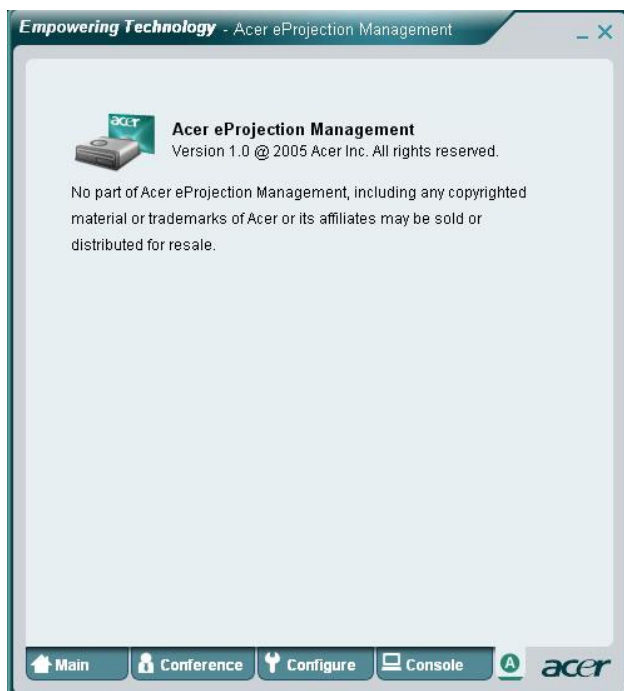 Empowering Technology - Acer eProjection Management
acer
Acer eProjection Management
Version 1.0 @ 2005 Acer Inc. All rights reserved.
No part of Acer eProjection Management, including any copyrighted
material or trademarks of Acer or its affiliates may be sold or
distributed for resale.
Main Conference Configure Console A acer